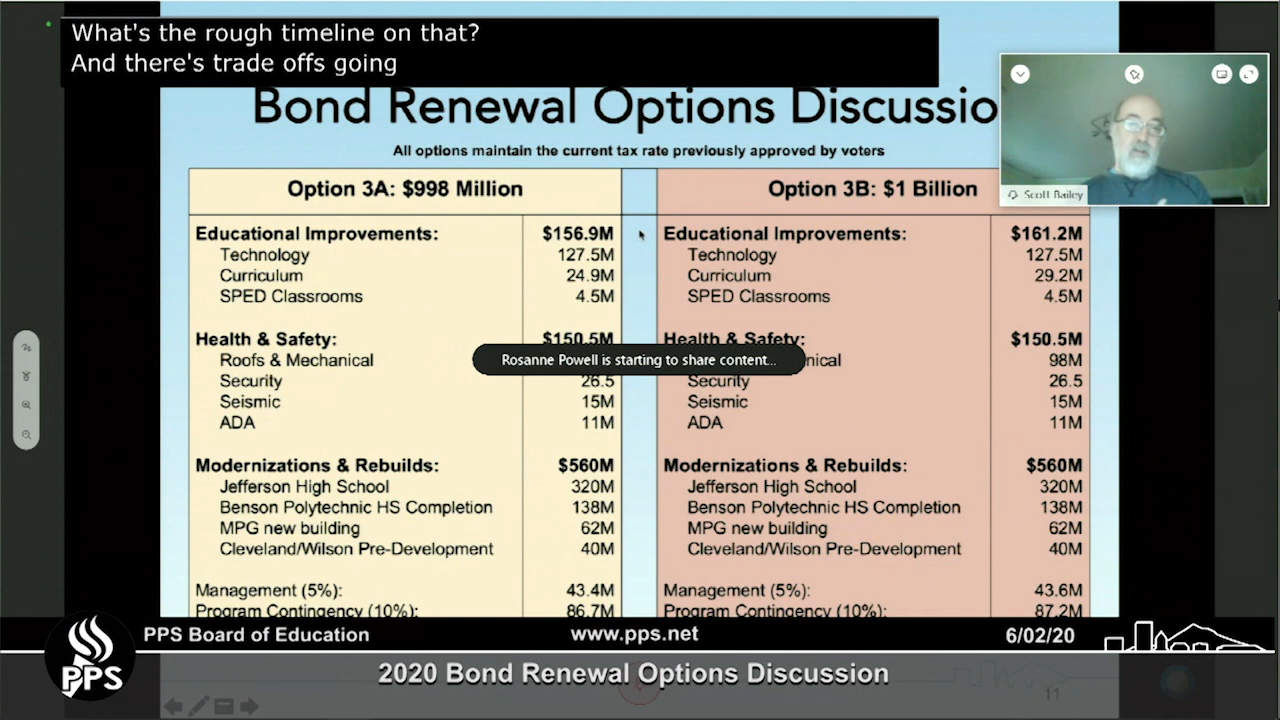 What's the rough timeline on that?
And there's trade offs going
Bond Renewal Options Discussio
All options maintain the current tax rate previously approved by voters
Scott Bailey
Option 3A: $998 Million
Educational Improvements: $156.9M
Technology 127.5M
Curriculum 24.9M
SPED Classrooms 4.5M
Health & Safety: $150.5M
Roofs & Mechanical
Security 26.5
Seismic 15M
ADA 11M
Modernizations & Rebuilds: $560M
Jefferson High School 320M
Benson Polytechnic HS Completion 138M
MPG new building 62M
Cleveland/Wilson Pre-Development 40M
Management (5%): 43.4M
Program Contingency (10%): 86.7M
Option 3B: $1 Billion
Educational Improvements: $161.2M
Technology 127.5M
Curriculum 29.2M
SPED Classrooms 4.5M
Health & Safety: $150.5M
nical 98M
Security 26.5
Seismic 15M
ADA 11M
Modernizations & Rebuilds: $560M
Jefferson High School 320M
Benson Polytechnic HS Completion 138M
MPG new building 62M
Cleveland/Wilson Pre-Development 40M
Management (5%): 43.6M
Program Contingency (10%): 87.2M
Rosanne Powell is starting to share content...
PPS Board of Education www.pps.net 6/02/20
PPS
2020 Bond Renewal Options Discussion
11